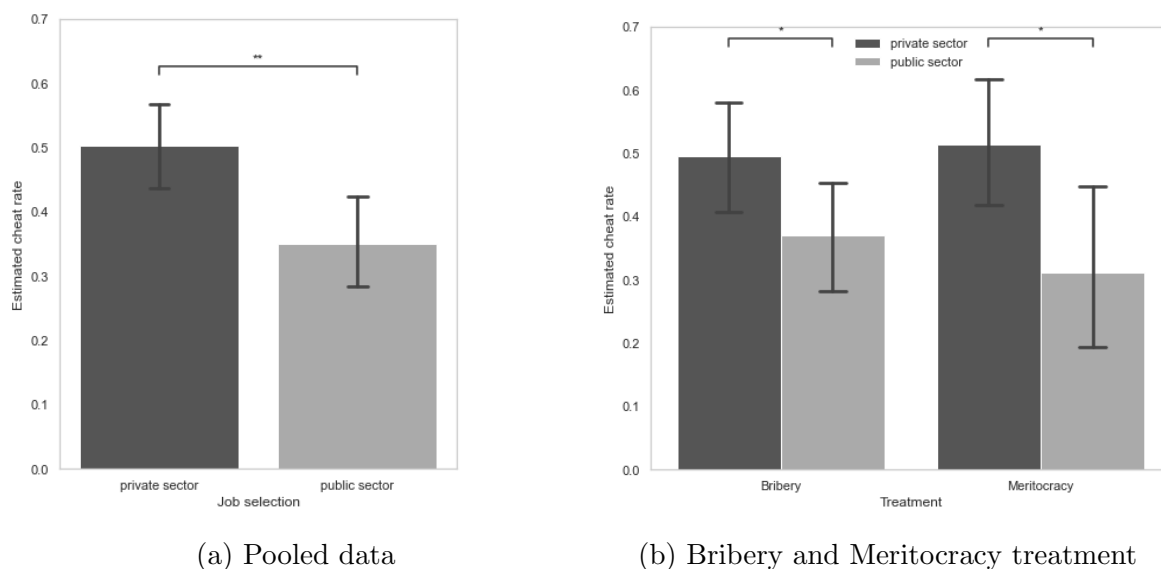 0.7
0.6
0.5
0.4
0.3
0.2
0.1
0.0
Estimated cheat rate
**
private sector
public sector
Job selection
(a) Pooled data
0.7
0.6
0.5
0.4
0.3
0.2
0.1
0.0
Estimated cheat rate
*
*
private sector
public sector
Bribery
Meritocracy
Treatment
(b) Bribery and Meritocracy treatment